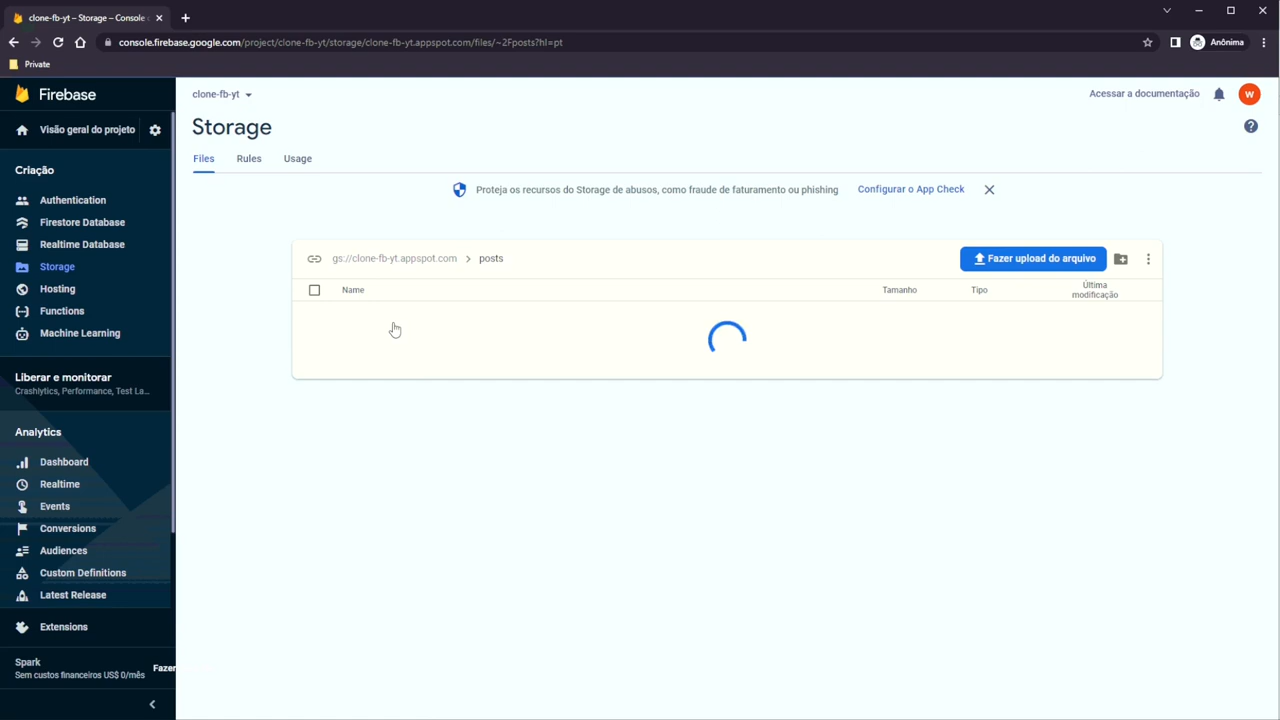 clone-fb-yt – Storage – Console
console.firebase.google.com/project/clone-fb-yt/storage/clone-fb-yt.appspot.com/files/~2Fposts?hl=pt
Anônima
Private
Firebase
clone-fb-yt
Acessar a documentação
W
Visão geral do projeto
Storage
Files
Rules
Usage
Criação
Proteja os recursos do Storage de abusos, como fraude de faturamento ou phishing
Configurar o App Check
Authentication
Firestore Database
Realtime Database
Storage
Hosting
Functions
Machine Learning
gs://clone-fb-yt.appspot.com > posts
Fazer upload do arquivo
Name
Tamanho
Tipo
Última
modificação
Liberar e monitorar
Crashlytics, Performance, Test La...
Analytics
Dashboard
Realtime
Events
Conversions
Audiences
Custom Definitions
Latest Release
Extensions
Spark
Sem custos financeiros US$ 0/mês
Fazer